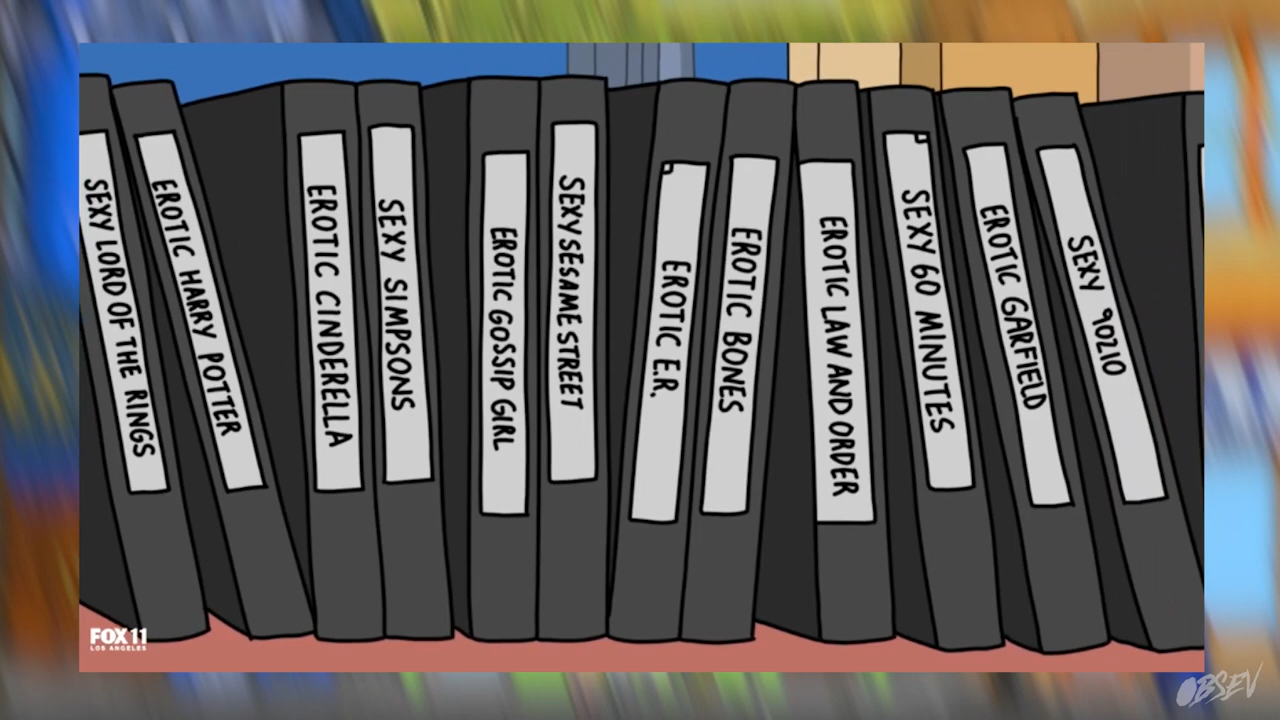 SEXY LORD OF THE RINGS
EROTIC HARRY POTTER
EROTIC CINDERELLA
SEXY SIMPSONS
EROTIC GOSSIP GIRL
SEXY SESAME STREET
EROTIC E.R.
EROTIC BONES
EROTIC LAW AND ORDER
SEXY 60 MINUTES
EROTIC GARFIELD
SEXY 90210
FOX 11
LOS ANGELES
OBSEV